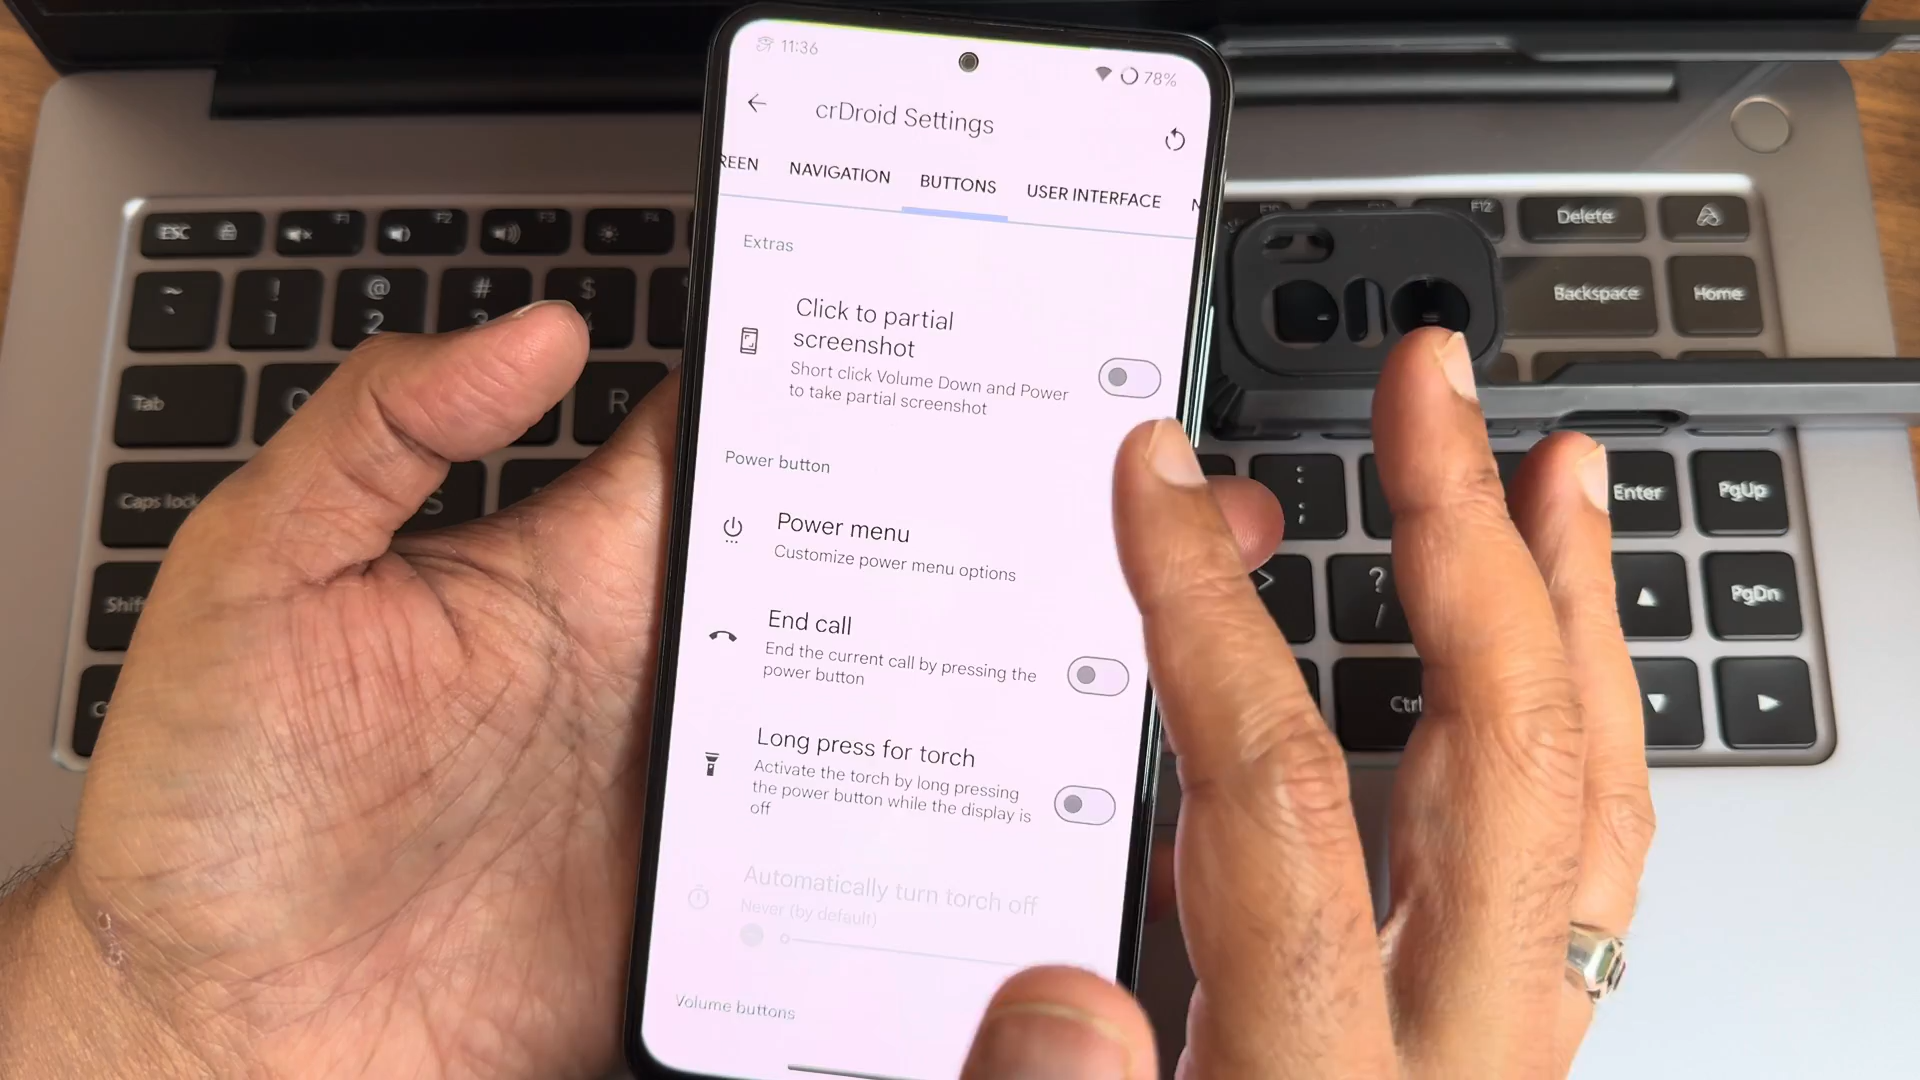 11:36
78%
crDroid Settings
REEN NAVIGATION BUTTONS USER INTERFACE N
Extras
Click to partial
screenshot
Short click Volume Down and Power
to take partial screenshot
Power button
Power menu
Customize power menu options
End call
End the current call by pressing the
power button
Long press for torch
Activate the torch by long pressing
the power button while the display is
off
Automatically turn torch off
Never (by default)
Volume buttons
ESC F1 F2 F3 F4 F12 Delete
~ ! 1 @ 2 # 3 $ Backspace Home
Tab R
Caps lock S : ; Enter PgUp
Shift > ? / PgDn
Ctrl